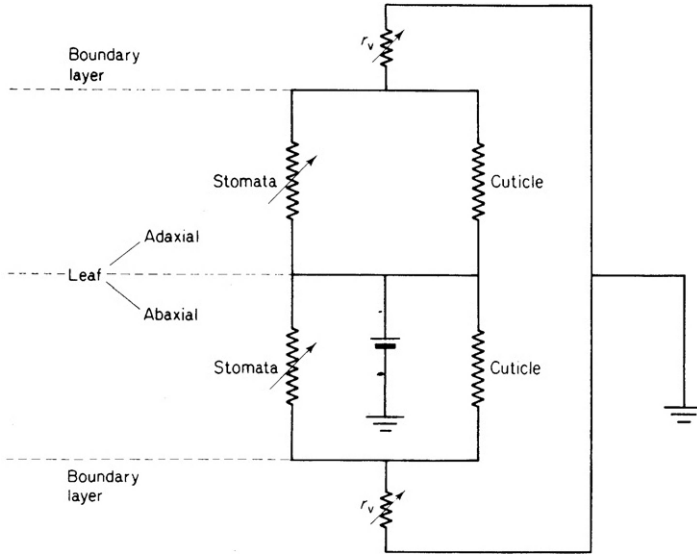 r_v
Boundary
layer
Stomata
Cuticle
Adaxial
Leaf
Abaxial
Stomata
Cuticle
Boundary
layer
r_v